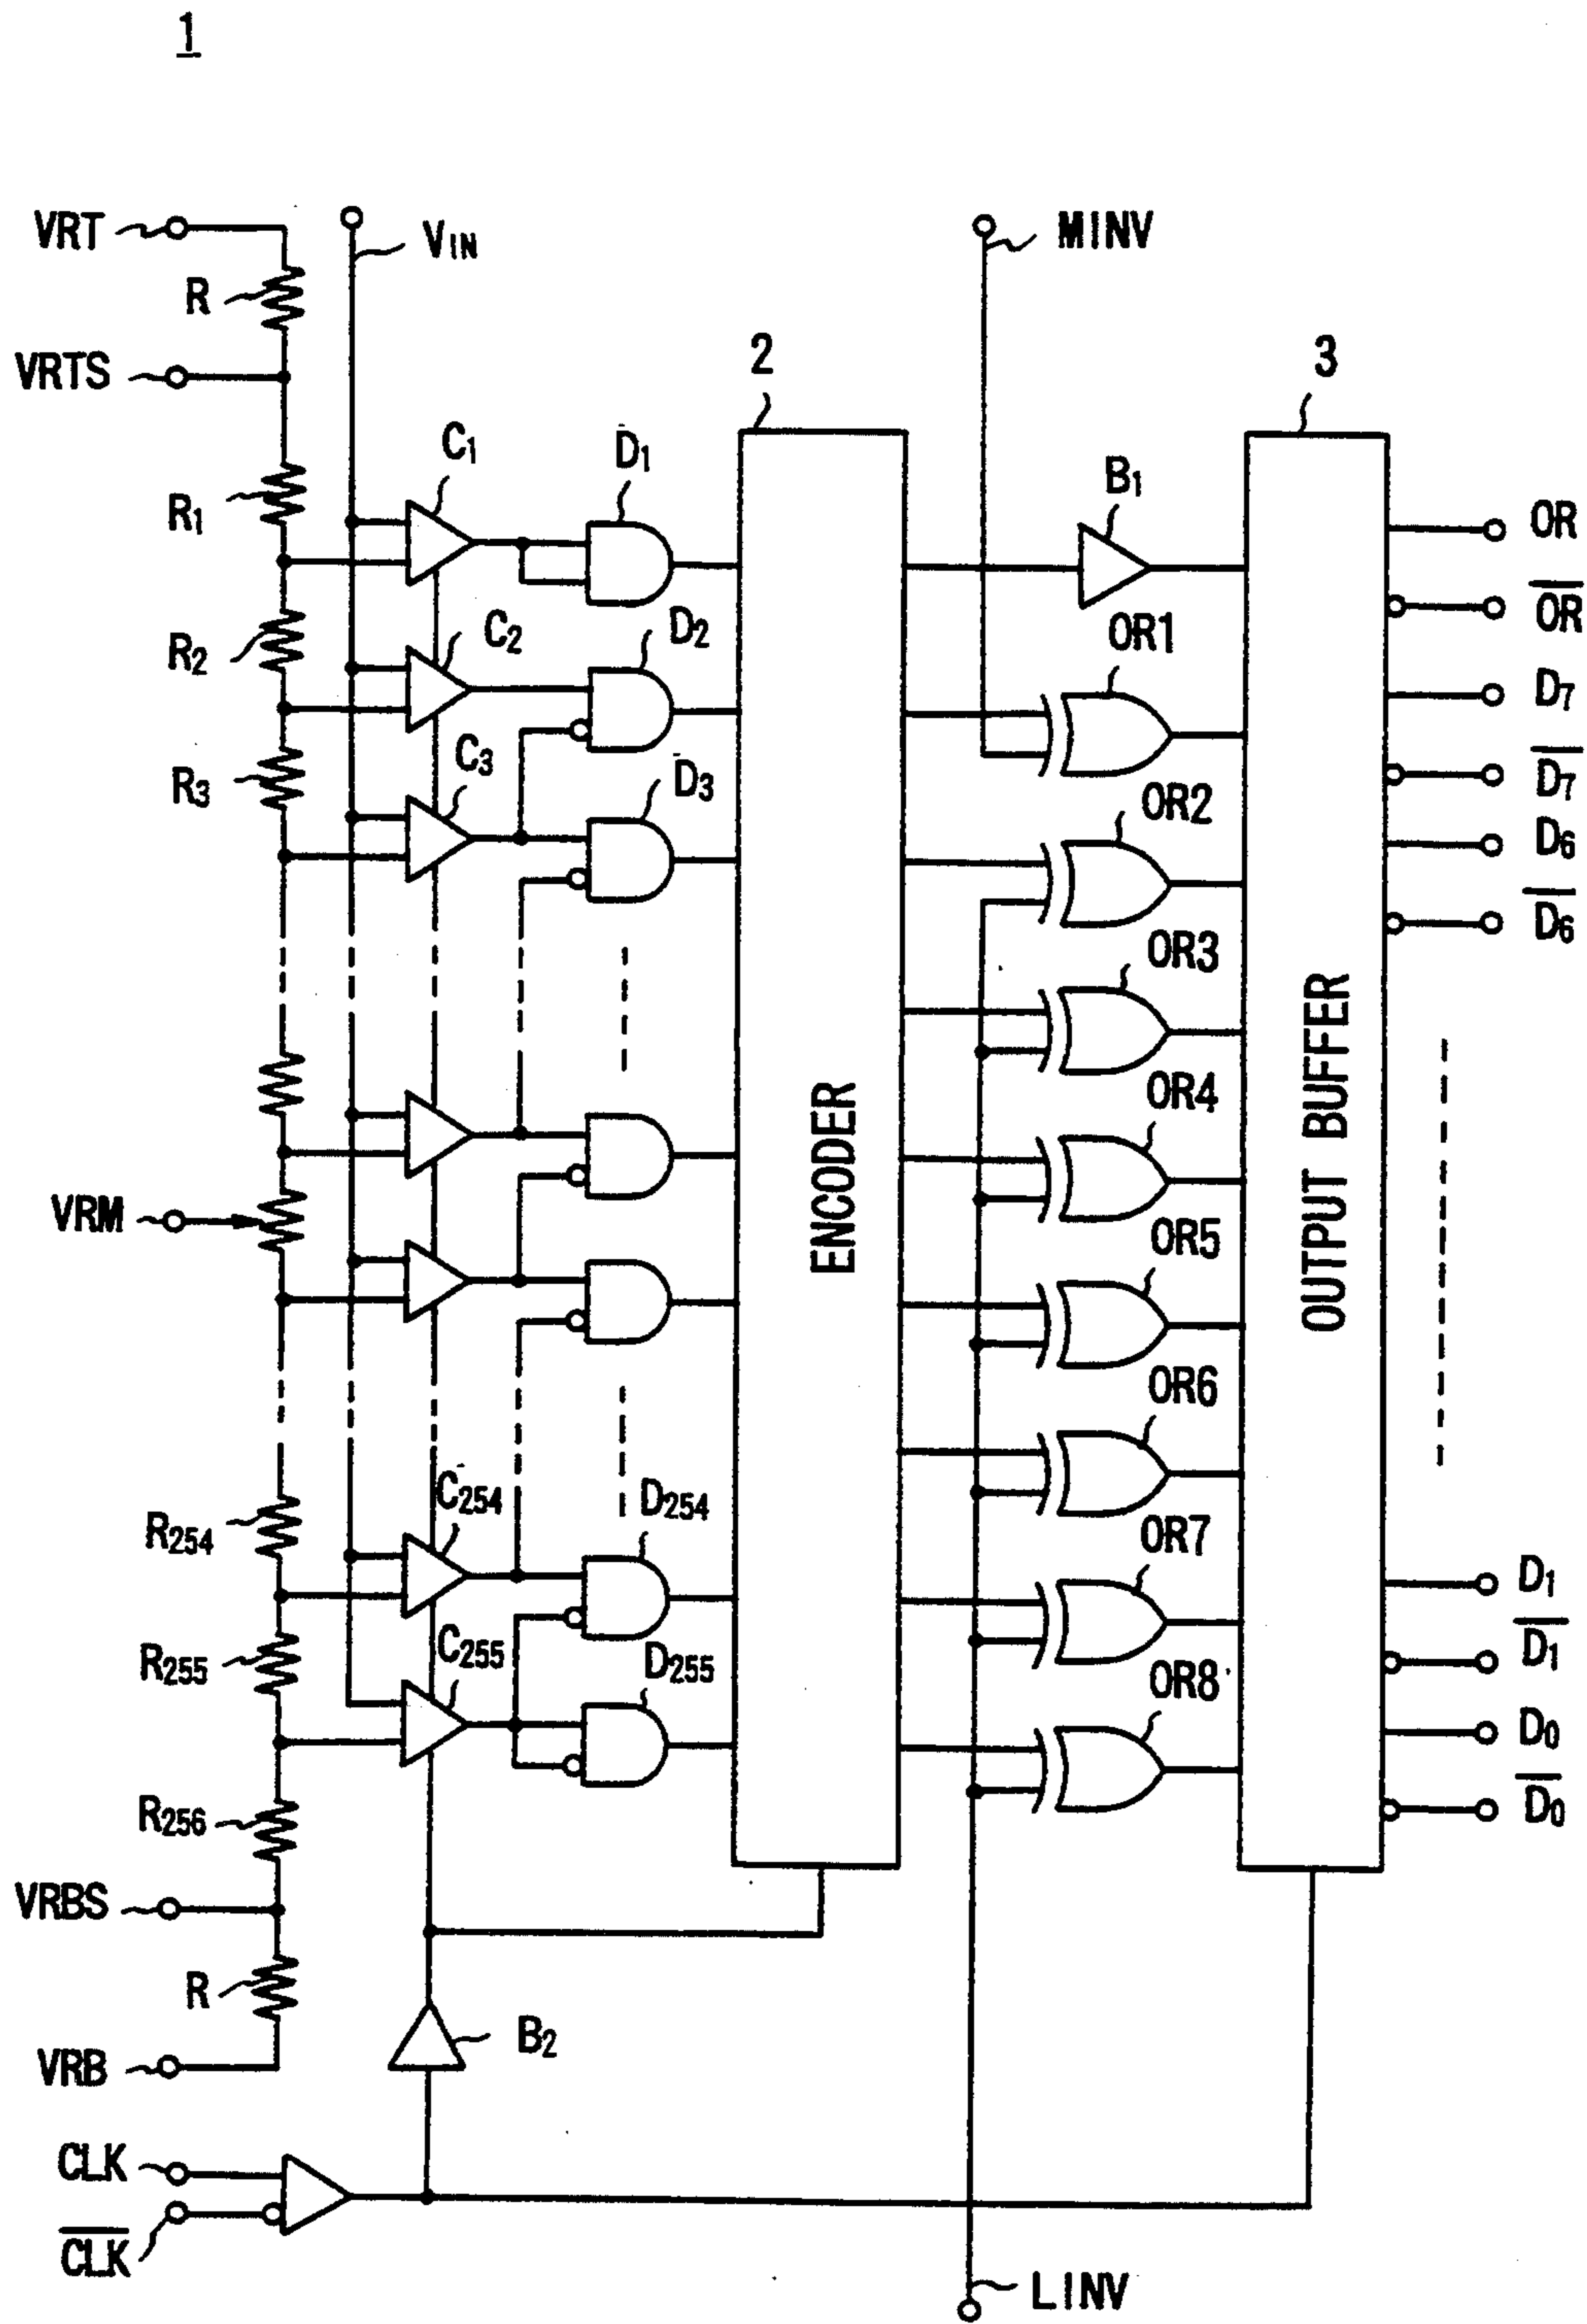 1
VRT
VIN
MINV
R
VRTS
2
3
C1
D1
B1
R1
OR
OR1
OR
C2
D2
R2
D7
C3
D3
R3
D7
OR2
D6
OR3
D6
OR4
ENCODER
OUTPUT BUFFER
VRM
OR5
OR6
C254
D254
R254
OR7
D1
C255
D255
R255
D1
OR8
D0
R256
D0
VRBS
R
B2
VRB
CLK
CLK
LINV